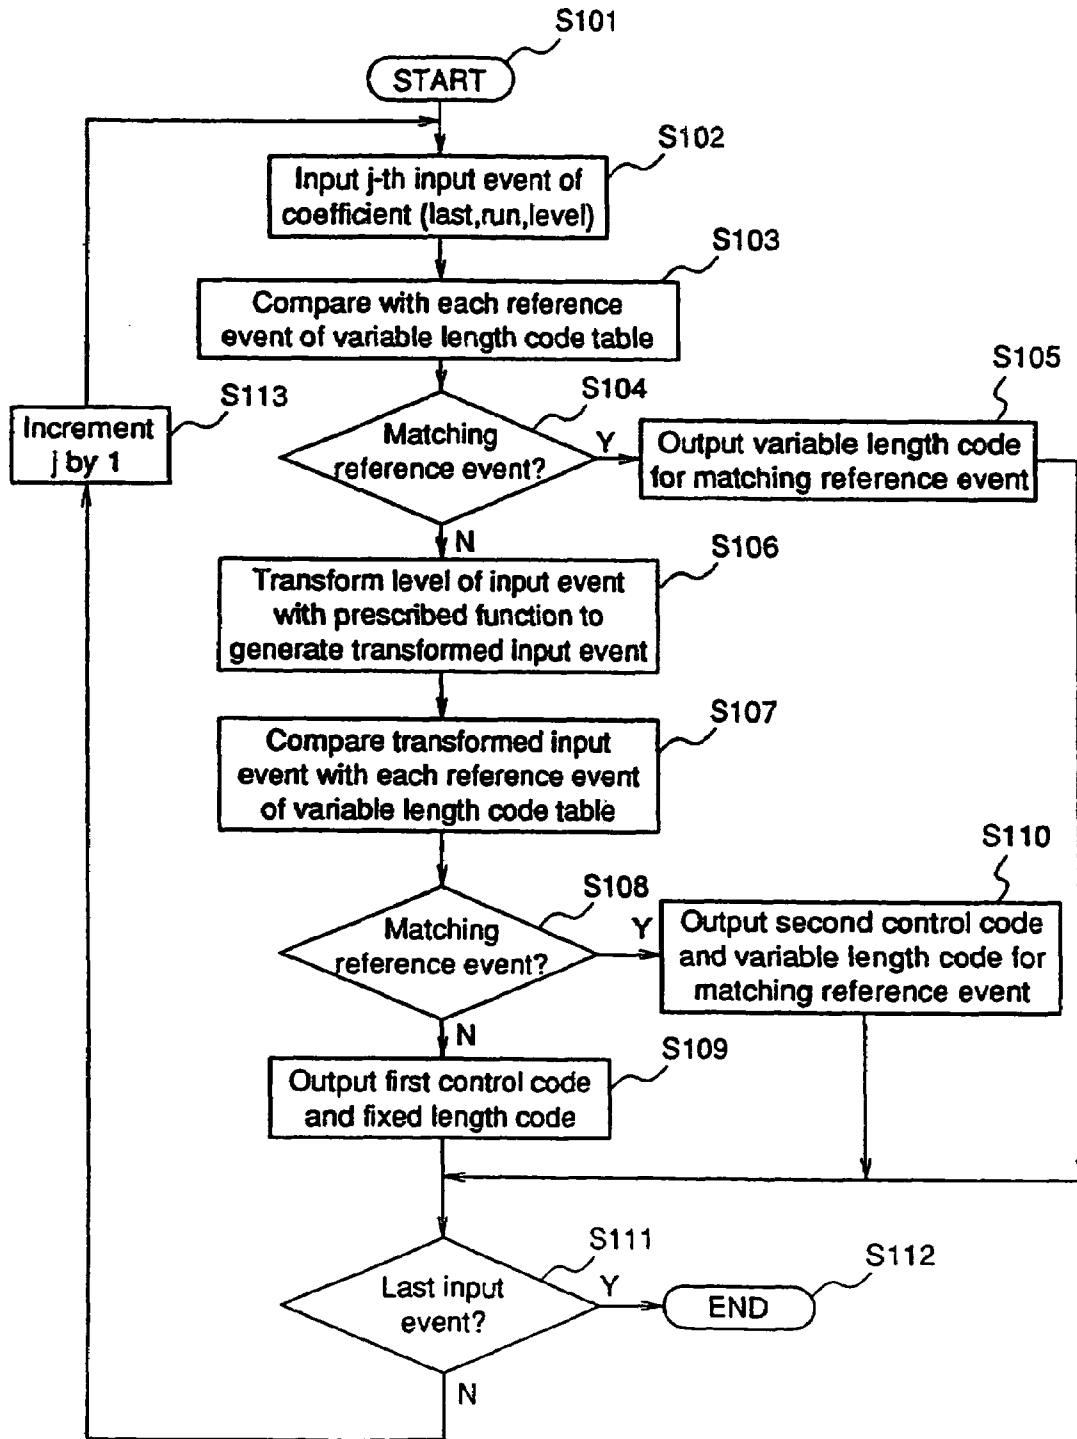 S101
START
S102
Input j-th input event of
coefficient (last,run,level)
S103
Compare with each reference
event of variable length code table
S104
Matching
reference event?
Y
S105
Output variable length code
for matching reference event
S113
Increment
j by 1
N
S106
Transform level of input event
with prescribed function to
generate transformed input event
S107
Compare transformed input
event with each reference event
of variable length code table
S108
Matching
reference event?
Y
S110
Output second control code
and variable length code for
matching reference event
N
S109
Output first control code
and fixed length code
S111
Last input
event?
Y
S112
END
N